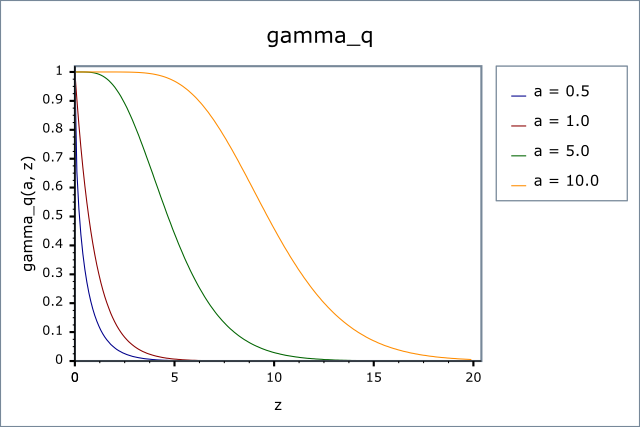 gamma_q
a = 0.5
a = 1.0
a = 5.0
a = 10.0
gamma_q(a, z)
1
0.9
0.8
0.7
0.6
0.5
0.4
0.3
0.2
0.1
0
0 5 10 15 20
z